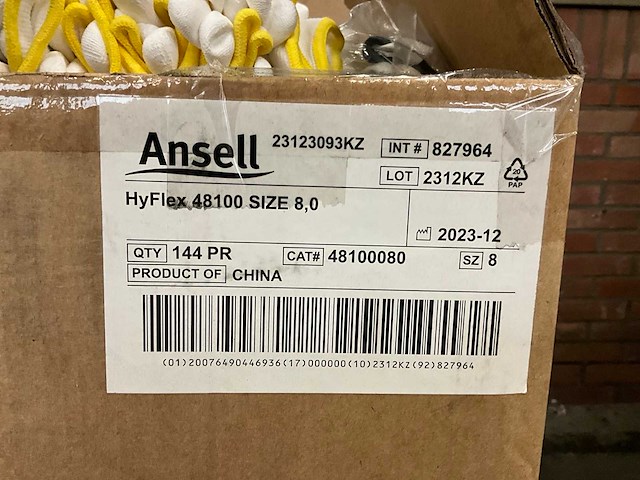 Ansell 23123093KZ INT # 827964
LOT 2312KZ
20
PAP
HyFlex 48100 SIZE 8,0
2023-12
QTY 144 PR CAT# 48100080 SZ 8
PRODUCT OF CHINA
(01)20076490446936(17)000000(10)2312KZ(92)827964